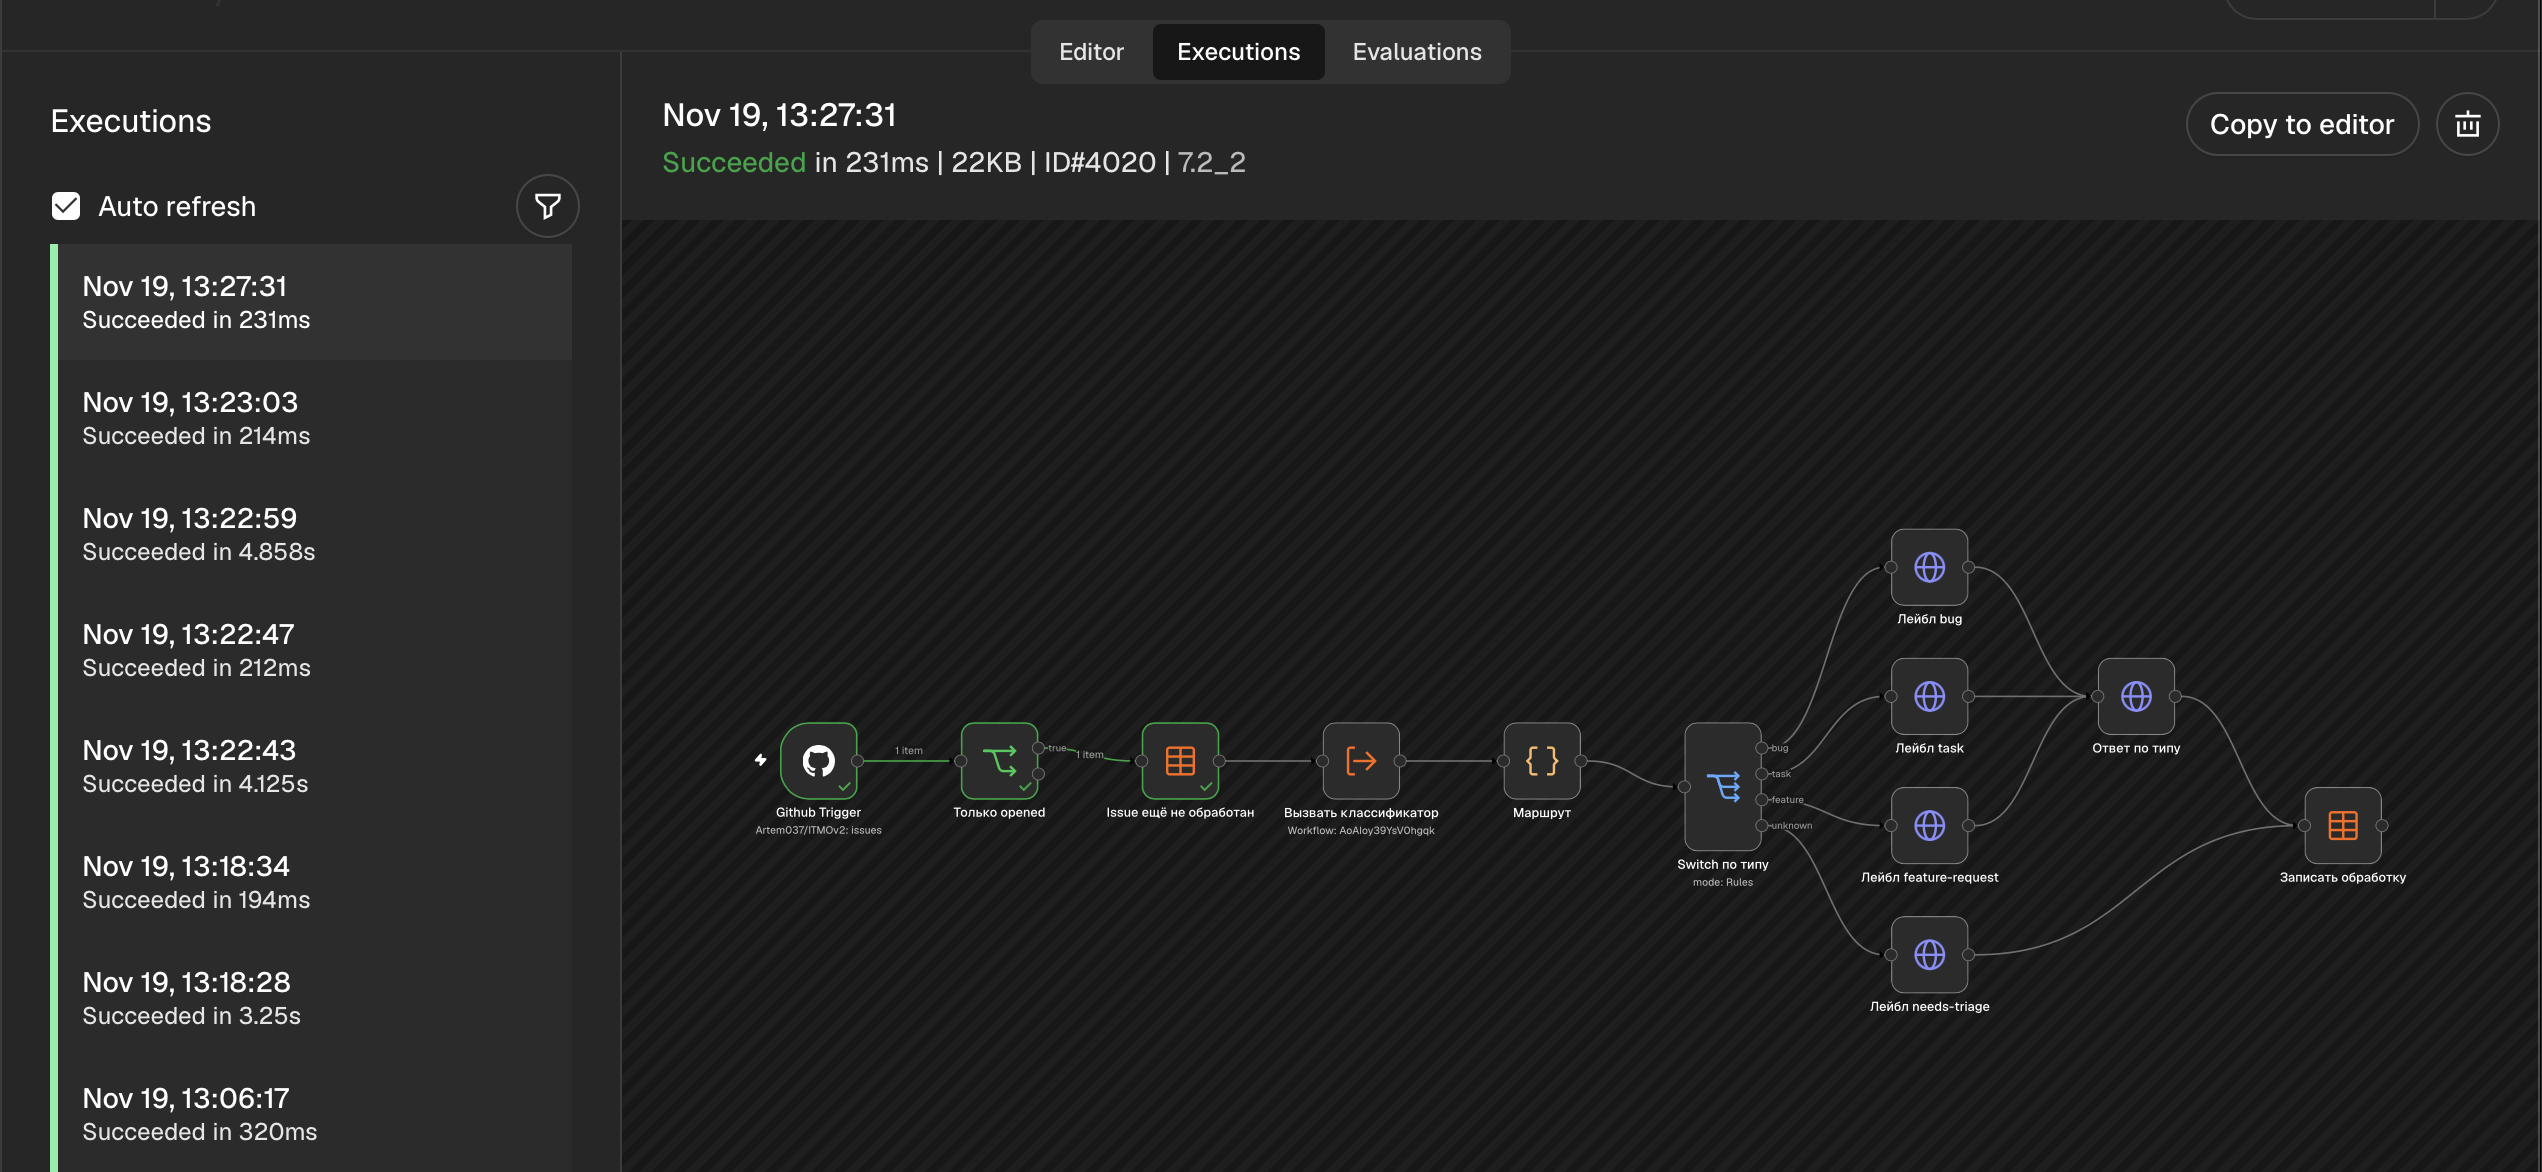 Editor
Executions
Evaluations
Executions
Auto refresh
Nov 19, 13:27:31
Succeeded in 231ms
Nov 19, 13:23:03
Succeeded in 214ms
Nov 19, 13:22:59
Succeeded in 4.858s
Nov 19, 13:22:47
Succeeded in 212ms
Nov 19, 13:22:43
Succeeded in 4.125s
Nov 19, 13:18:34
Succeeded in 194ms
Nov 19, 13:18:28
Succeeded in 3.25s
Nov 19, 13:06:17
Succeeded in 320ms
Nov 19, 13:27:31
Succeeded in 231ms | 22KB | ID#4020 | 7.2_2
Copy to editor
Github Trigger
Artem037/ITMOv2: issues
1 item
Только opened
true
1 item
Issue ещё не обработан
Вызвать классификатор
Workflow: AoAIoy39YsV0hgqk
{}
Маршрут
bug
task
feature
unknown
Switch по типу
mode: Rules
Лейбл bug
Лейбл task
Лейбл feature-request
Лейбл needs-triage
Ответ по типу
Записать обработку